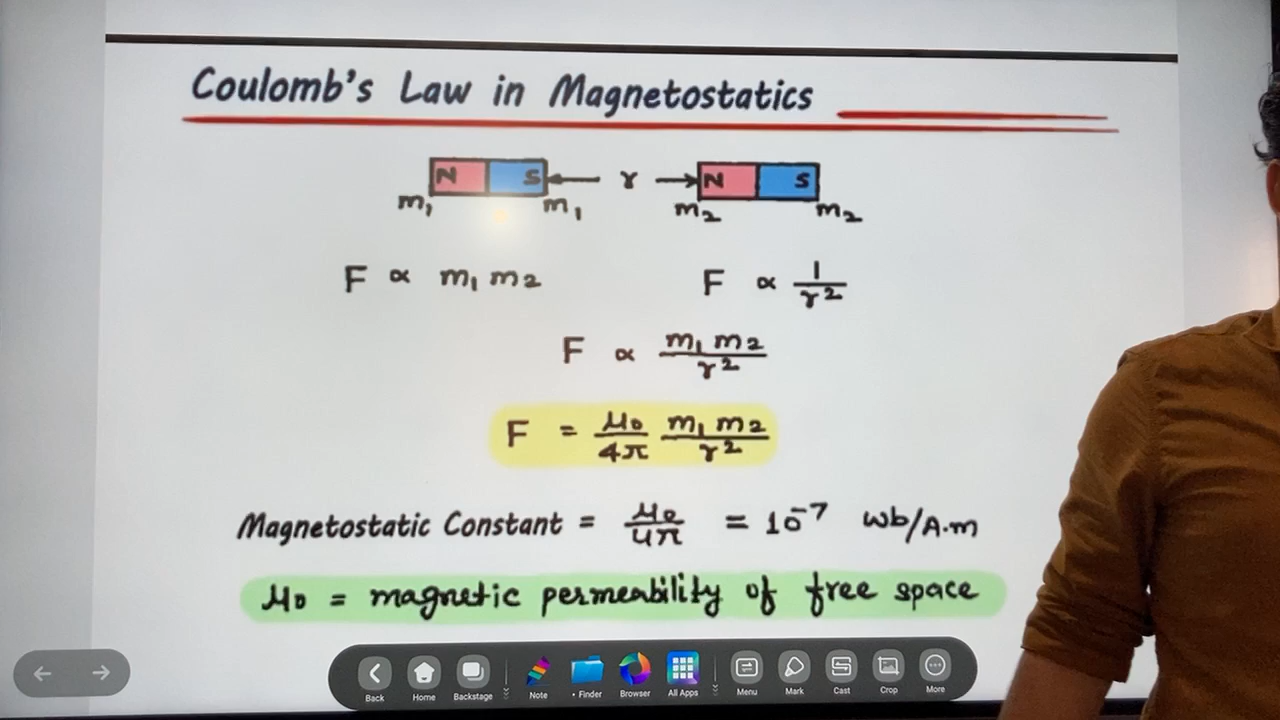 Coulomb's Law in Magnetostatics
N S ← r → N S
m₁ m₁ m₂ m₂
F ∝ m₁ m₂ F ∝ 1/r²
F ∝ m₁ m₂/r²
F = μ₀/4π m₁ m₂/r²
Magnetostatic Constant = μ₀/4π = 10⁻⁷ wb/A·m
μ₀ = magnetic permeability of free space
← →
Back Home Backstage Note • Finder Browser All Apps Menu Mark Cast Crop More